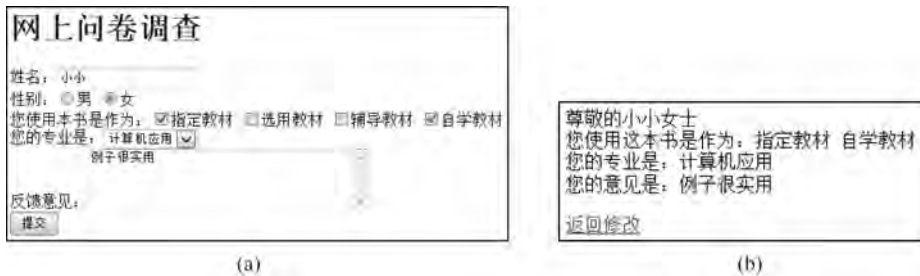 网上问卷调查
姓名：小小
性别：男 女
您使用本书是作为：指定教材 选用教材 辅导教材 自学教材
您的专业是：计算机应用
例子很实用
反馈意见：
提交
(a)
尊敬的小小女士
您使用这本书是作为：指定教材 自学教材
您的专业是：计算机应用
您的意见是：例子很实用
返回修改
(b)